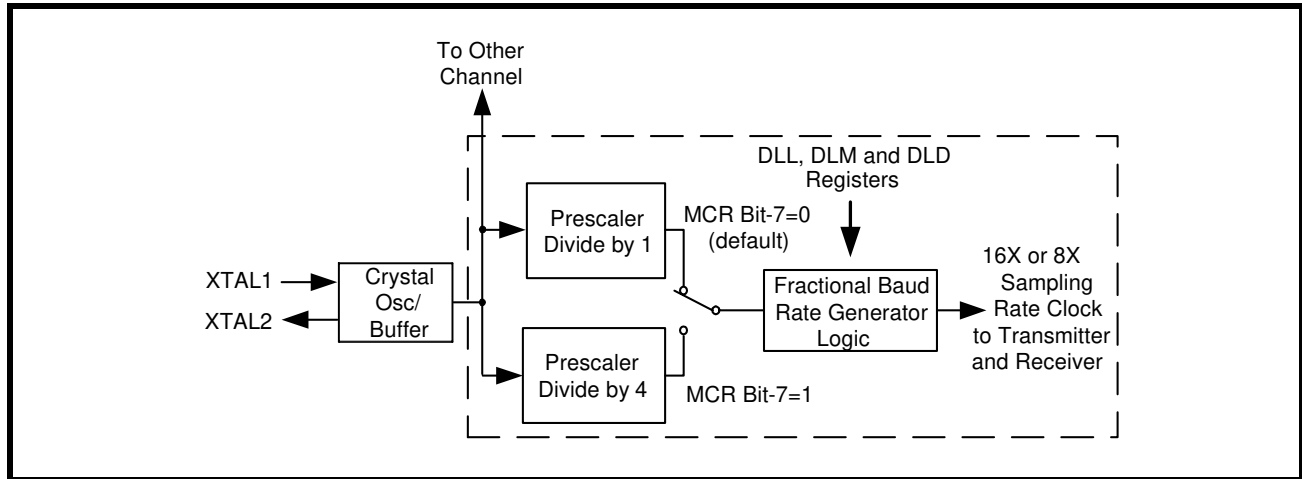 To Other
Channel
DLL, DLM and DLD
Registers
Prescaler
Divide by 1
MCR Bit-7=0
(default)
XTAL1
XTAL2
Crystal
Osc/
Buffer
Fractional Baud
Rate Generator
Logic
16X or 8X
Sampling
Rate Clock
to Transmitter
and Receiver
Prescaler
Divide by 4
MCR Bit-7=1